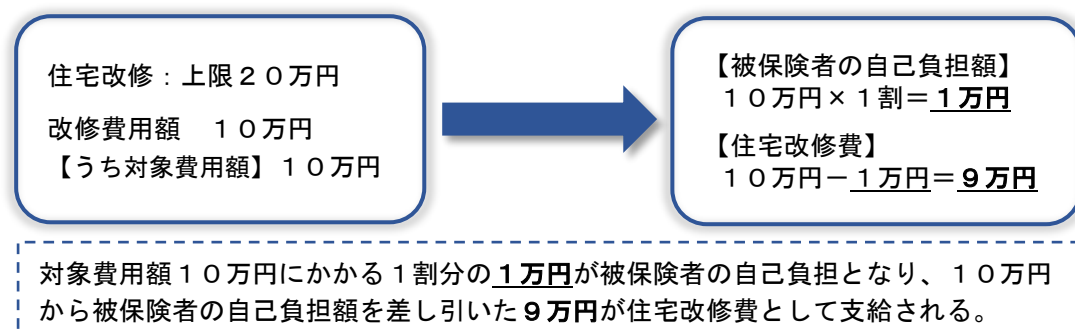 住宅改修：上限２０万円
改修費用額　１０万円
【うち対象費用額】１０万円
【被保険者の自己負担額】
１０万円×１割＝１万円
【住宅改修費】
１０万円－１万円＝９万円
対象費用額１０万円にかかる１割分の１万円が被保険者の自己負担となり、１０万円
から被保険者の自己負担額を差し引いた９万円が住宅改修費として支給される。